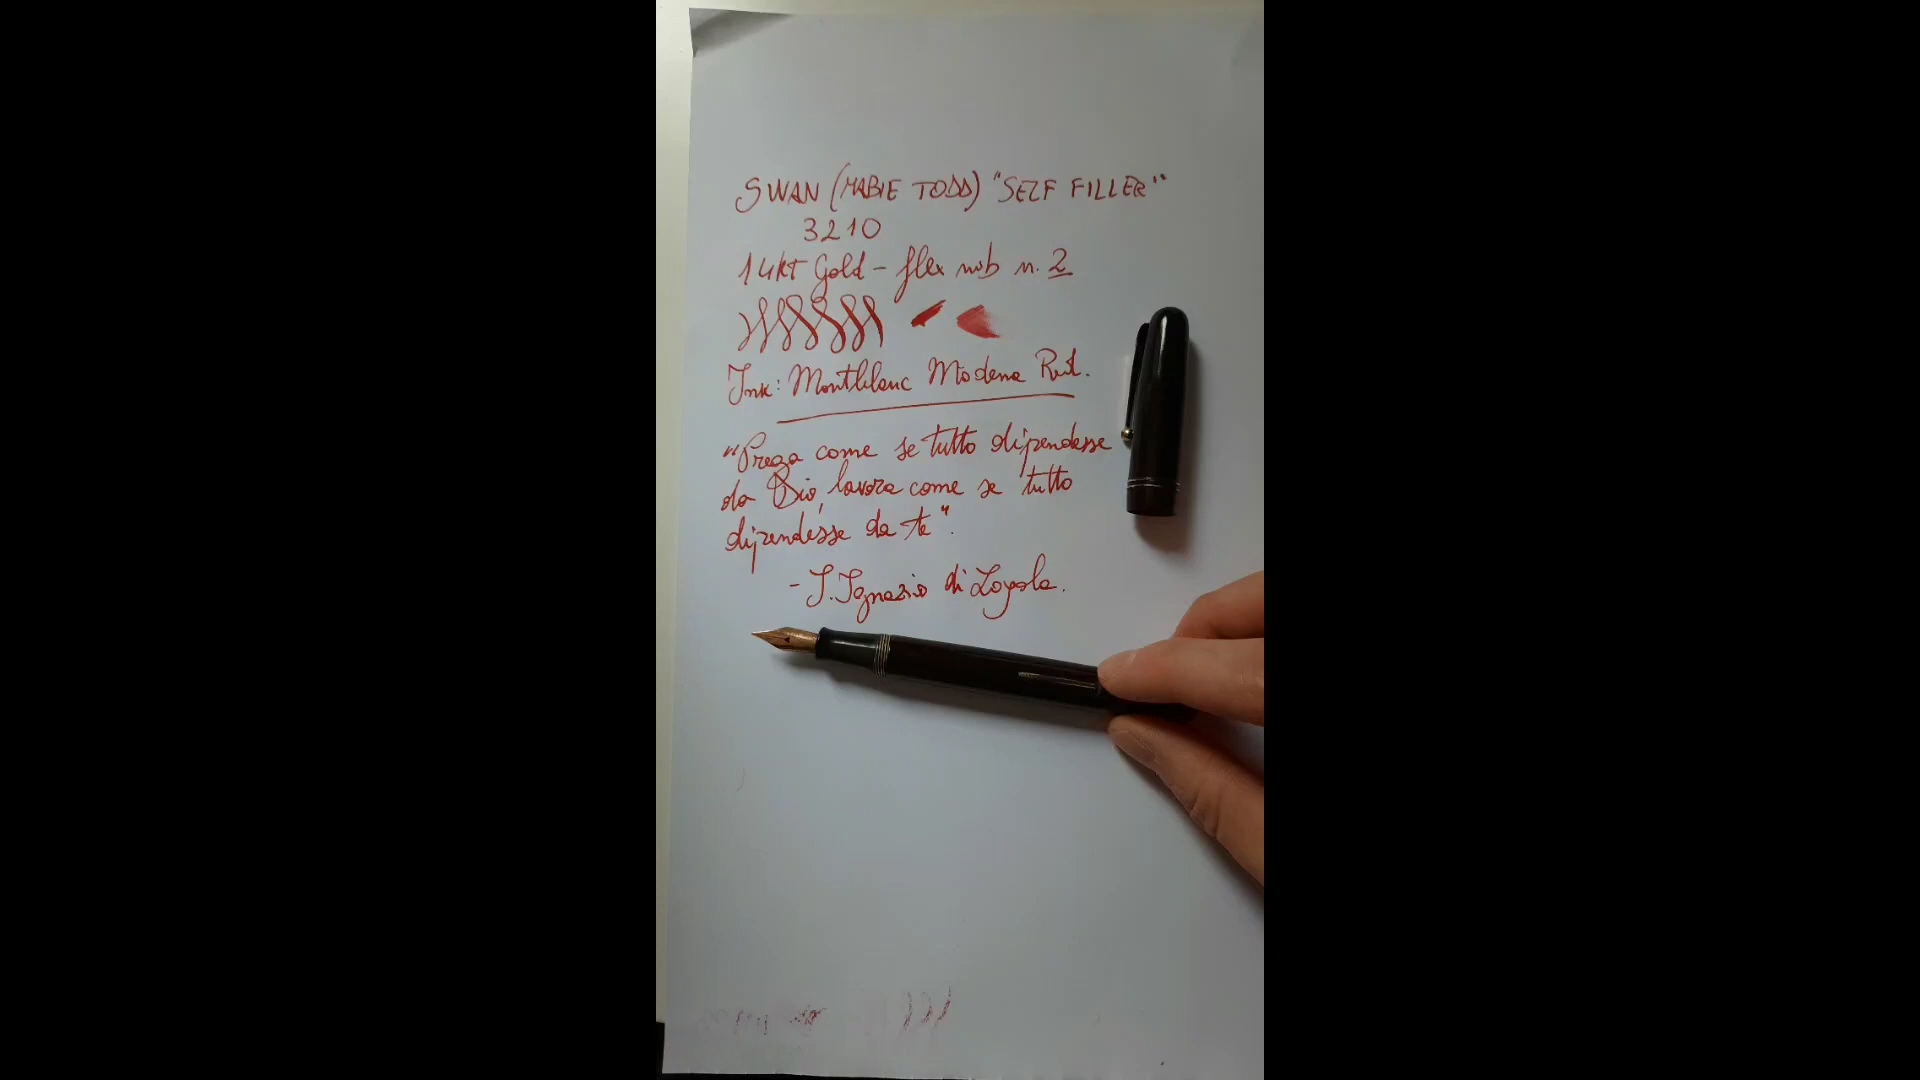 SWAN (MABIE TODD) "SELF FILLER"
3210
14KT Gold - flex nib n. 2
Ink: Montblanc Modena Red.
"Prega come se tutto dipendesse
da Dio, lavora come se tutto
dipendesse da te".
- S. Ignazio di Loyola.